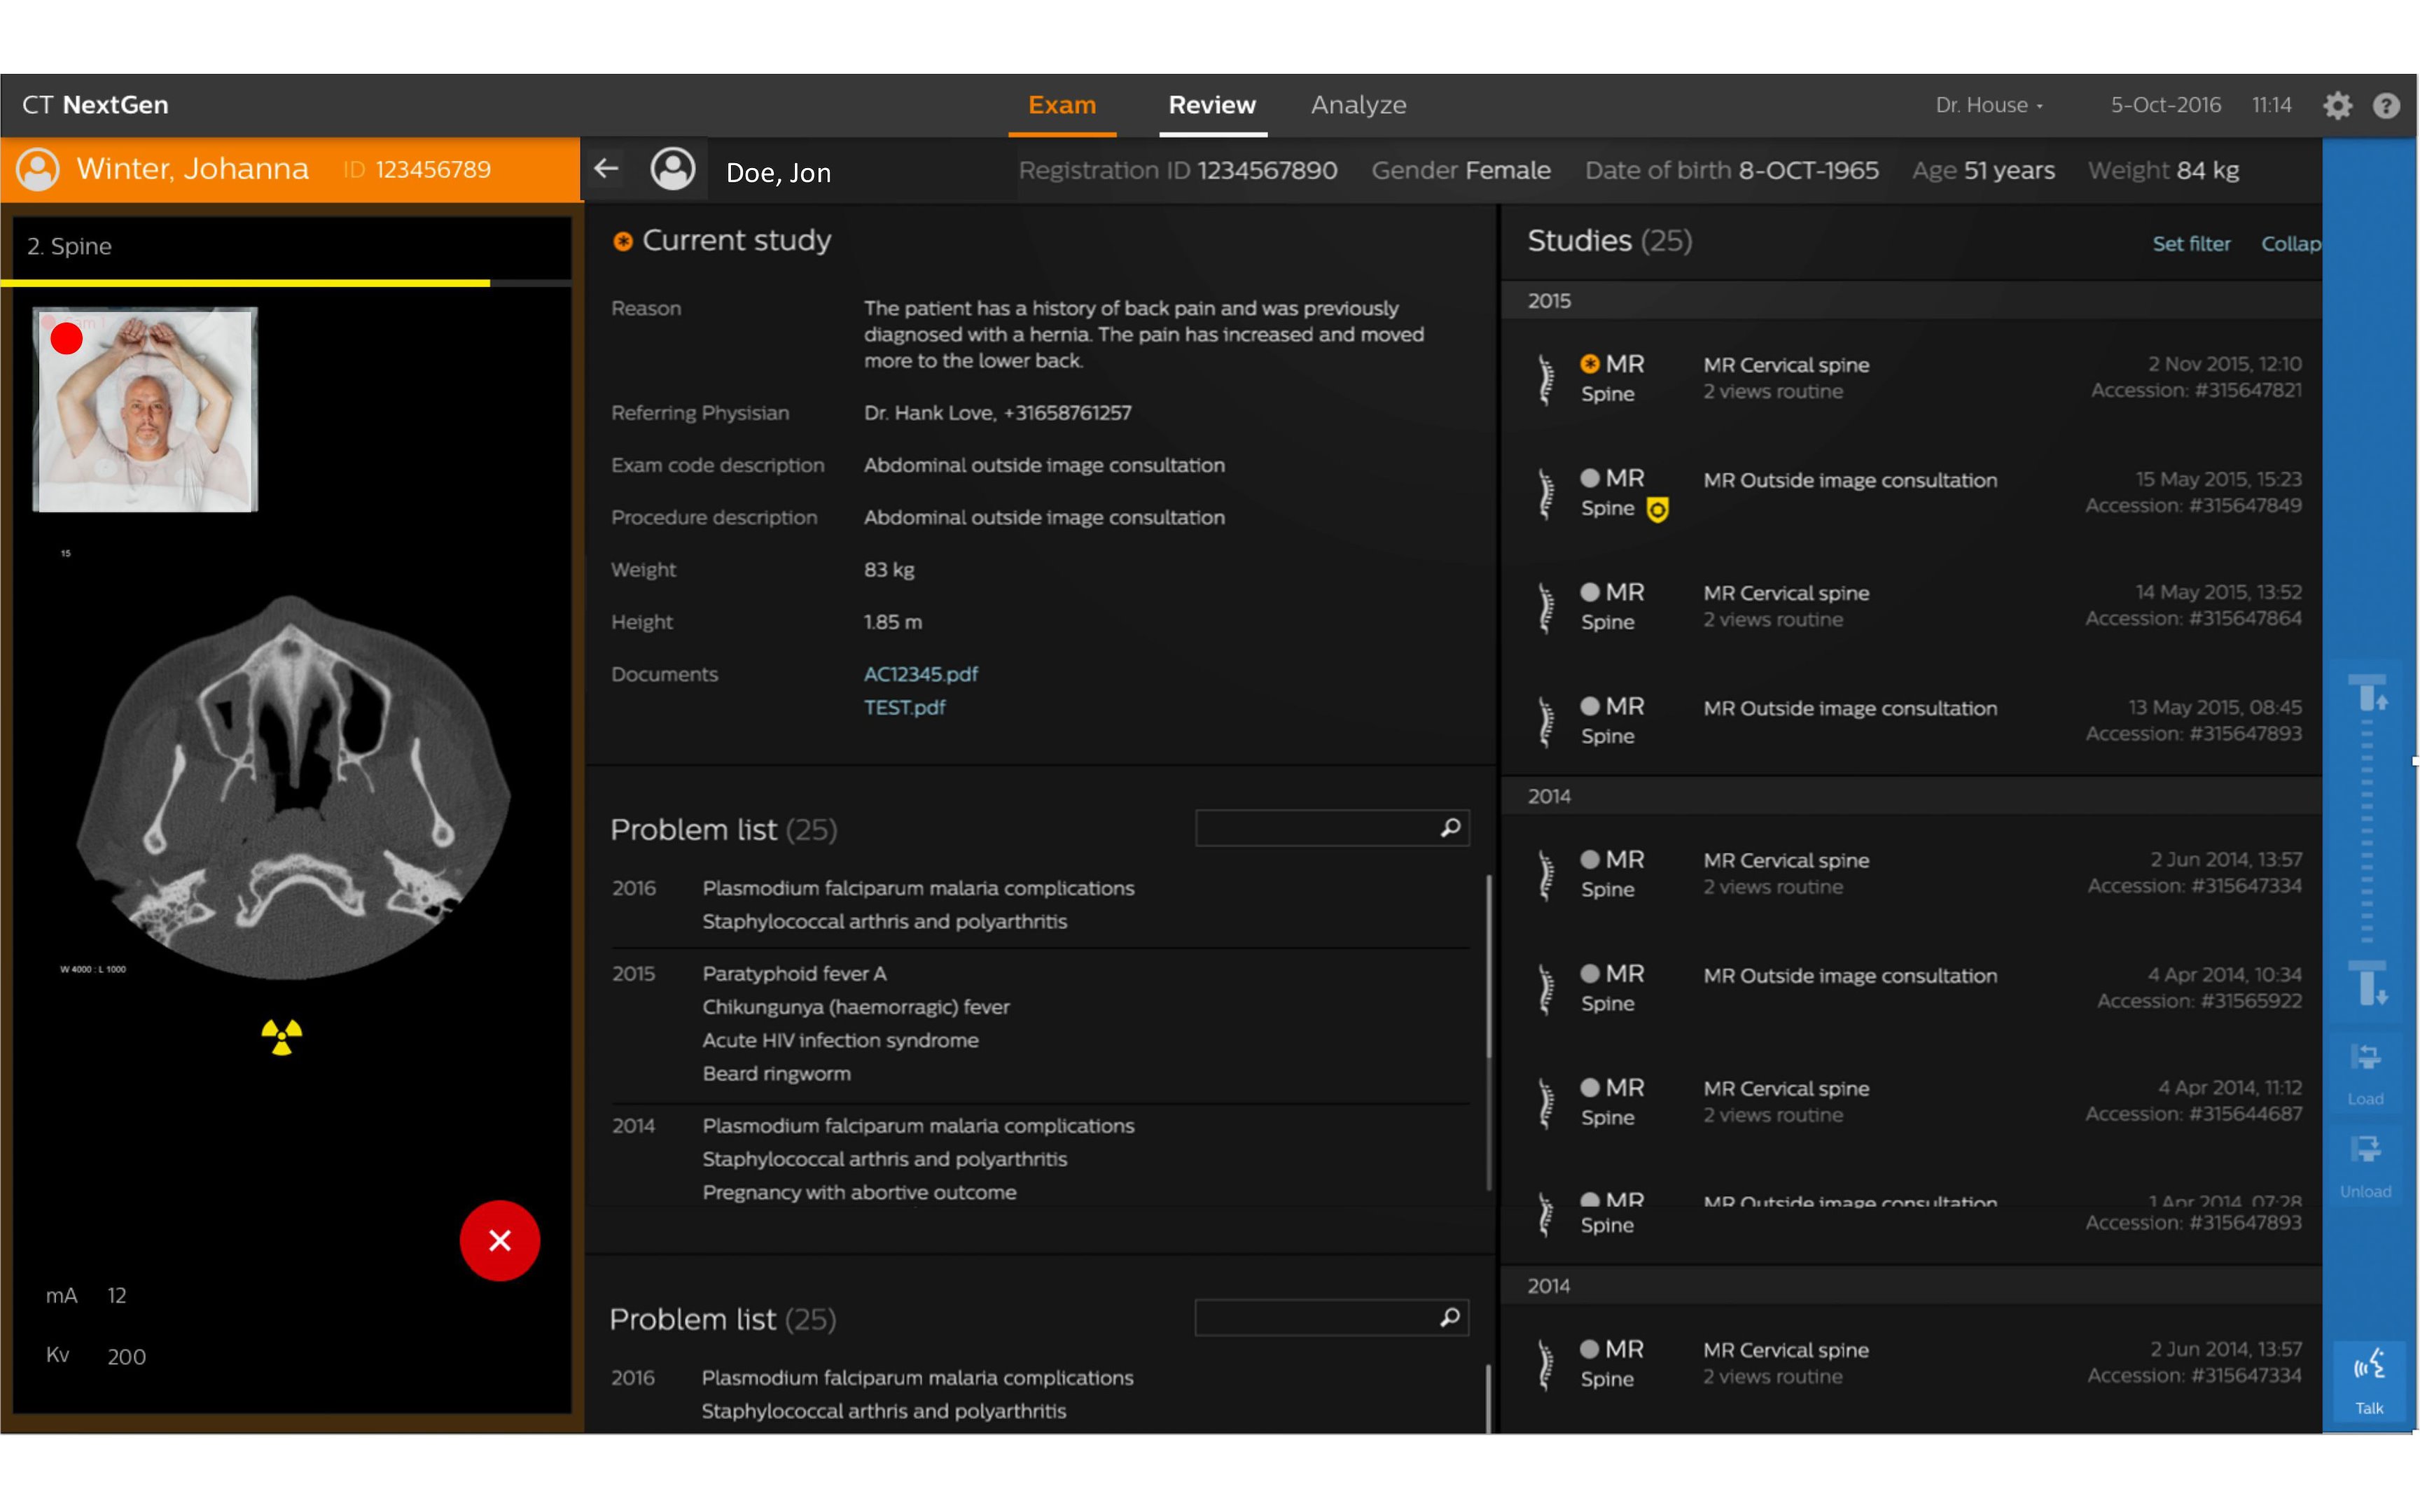 CT NextGen
Exam Review Analyze
Dr. House 5-Oct-2016 11:14 ?
Winter, Johanna ID 123456789
Doe, Jon Registration ID 1234567890 Gender Female Date of birth 8-OCT-1965 Age 51 years Weight 84 kg
2. Spine
15
W 4000 : L 1000
mA 12
Kv 200
Current study
Reason The patient has a history of back pain and was previously
diagnosed with a hernia. The pain has increased and moved
more to the lower back.
Referring Physisian Dr. Hank Love, +31658761257
Exam code description Abdominal outside image consultation
Procedure description Abdominal outside image consultation
Weight 83 kg
Height 1.85 m
Documents AC12345.pdf
TEST.pdf
Problem list (25)
2016 Plasmodium falciparum malaria complications
Staphylococcal arthris and polyarthritis
2015 Paratyphoid fever A
Chikungunya (haemorragic) fever
Acute HIV infection syndrome
Beard ringworm
2014 Plasmodium falciparum malaria complications
Staphylococcal arthris and polyarthritis
Pregnancy with abortive outcome
Problem list (25)
2016 Plasmodium falciparum malaria complications
Staphylococcal arthris and polyarthritis
Studies (25) Set filter Collap
2015
MR MR Cervical spine 2 Nov 2015, 12:10
Spine 2 views routine Accession: #315647821
MR MR Outside image consultation 15 May 2015, 15:23
Spine Accession: #315647849
MR MR Cervical spine 14 May 2015, 13:52
Spine 2 views routine Accession: #315647864
MR MR Outside image consultation 13 May 2015, 08:45
Spine Accession: #315647893
2014
MR MR Cervical spine 2 Jun 2014, 13:57
Spine 2 views routine Accession: #315647334
MR MR Outside image consultation 4 Apr 2014, 10:34
Spine Accession: #31565922
MR MR Cervical spine 4 Apr 2014, 11:12
Spine 2 views routine Accession: #315644687
MR MR Outside image consultation 1 Apr 2014, 07:28
Spine Accession: #315647893
2014
MR MR Cervical spine 2 Jun 2014, 13:57
Spine 2 views routine Accession: #315647334
Load
Unload
Talk